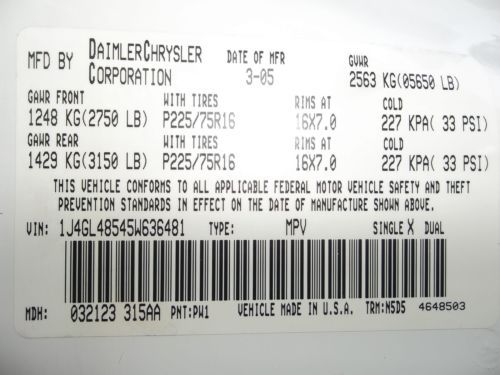 MFD BY DAIMLERCHRYSLER CORPORATION DATE OF MFR 3-05 GVWR 2563 KG(05650 LB)
GAWR FRONT WITH TIRES RIMS AT COLD
1248 KG(2750 LB) P225/75R16 16X7.0 227 KPA( 33 PSI)
GAWR REAR WITH TIRES RIMS AT COLD
1429 KG(3150 LB) P225/75R16 16X7.0 227 KPA( 33 PSI)
THIS VEHICLE CONFORMS TO ALL APPLICABLE FEDERAL MOTOR VEHICLE SAFETY AND THEFT
PREVENTION STANDARDS IN EFFECT ON THE DATE OF MANUFACTURE SHOWN ABOVE.
VIN: 1J4GL48545W636481 TYPE: MPV SINGLE X DUAL
MDH: 032123 315AA PNT:PW1 VEHICLE MADE IN U.S.A. TRM:N5D5 4648503